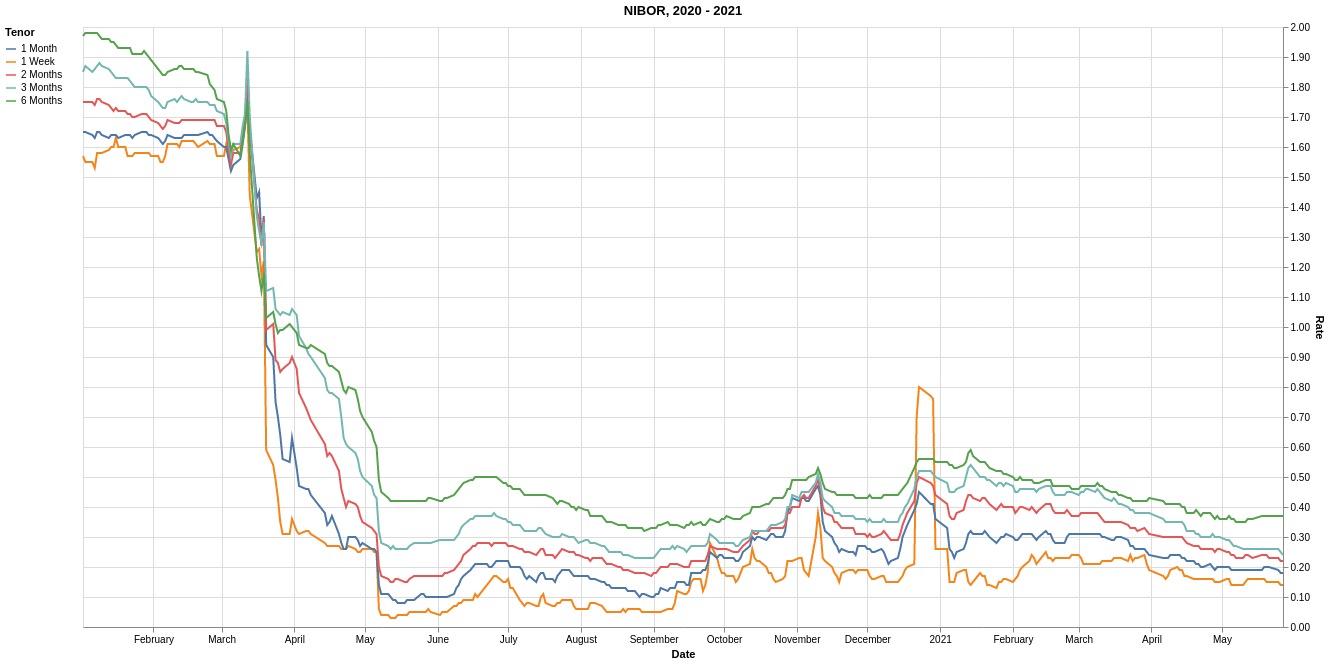 NIBOR, 2020 - 2021
Tenor
1 Month
1 Week
2 Months
3 Months
6 Months
2.00
1.90
1.80
1.70
1.60
1.50
1.40
1.30
1.20
1.10
1.00
0.90
0.80
0.70
0.60
0.50
0.40
0.30
0.20
0.10
0.00
Rate
February March April May June July August September October November December 2021 February March April May
Date